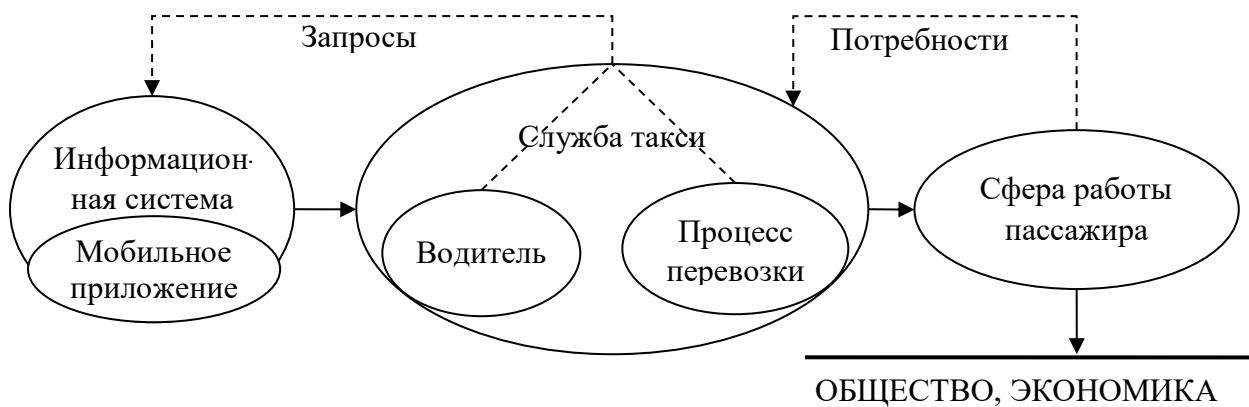 Запросы
Потребности
Информацион-
ная система
Мобильное
приложение
Служба такси
Водитель
Процесс
перевозки
Сфера работы
пассажира
ОБЩЕСТВО, ЭКОНОМИКА